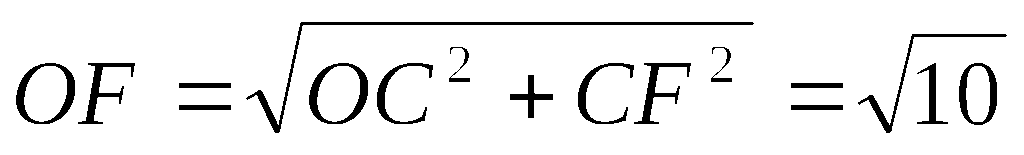 OF = √(OC² + CF²) = √10